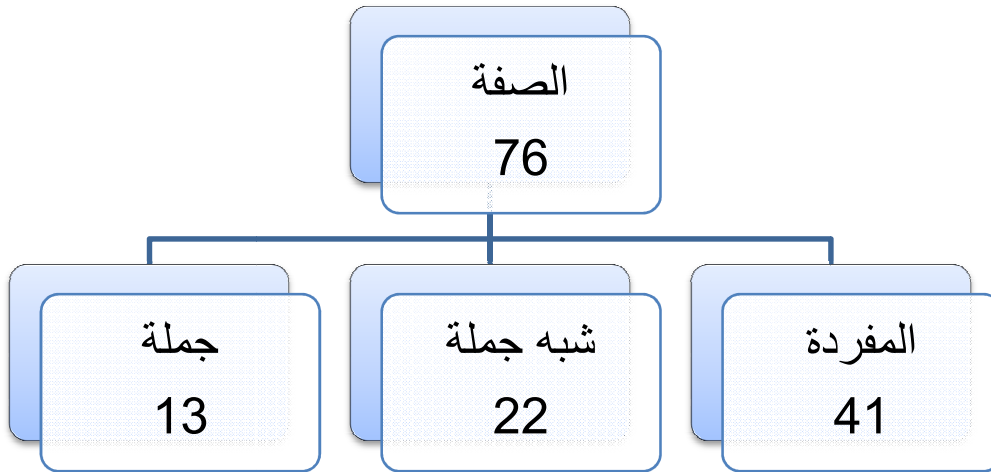 الصفة
76
المفردة
41
شبه جملة
22
جملة
13